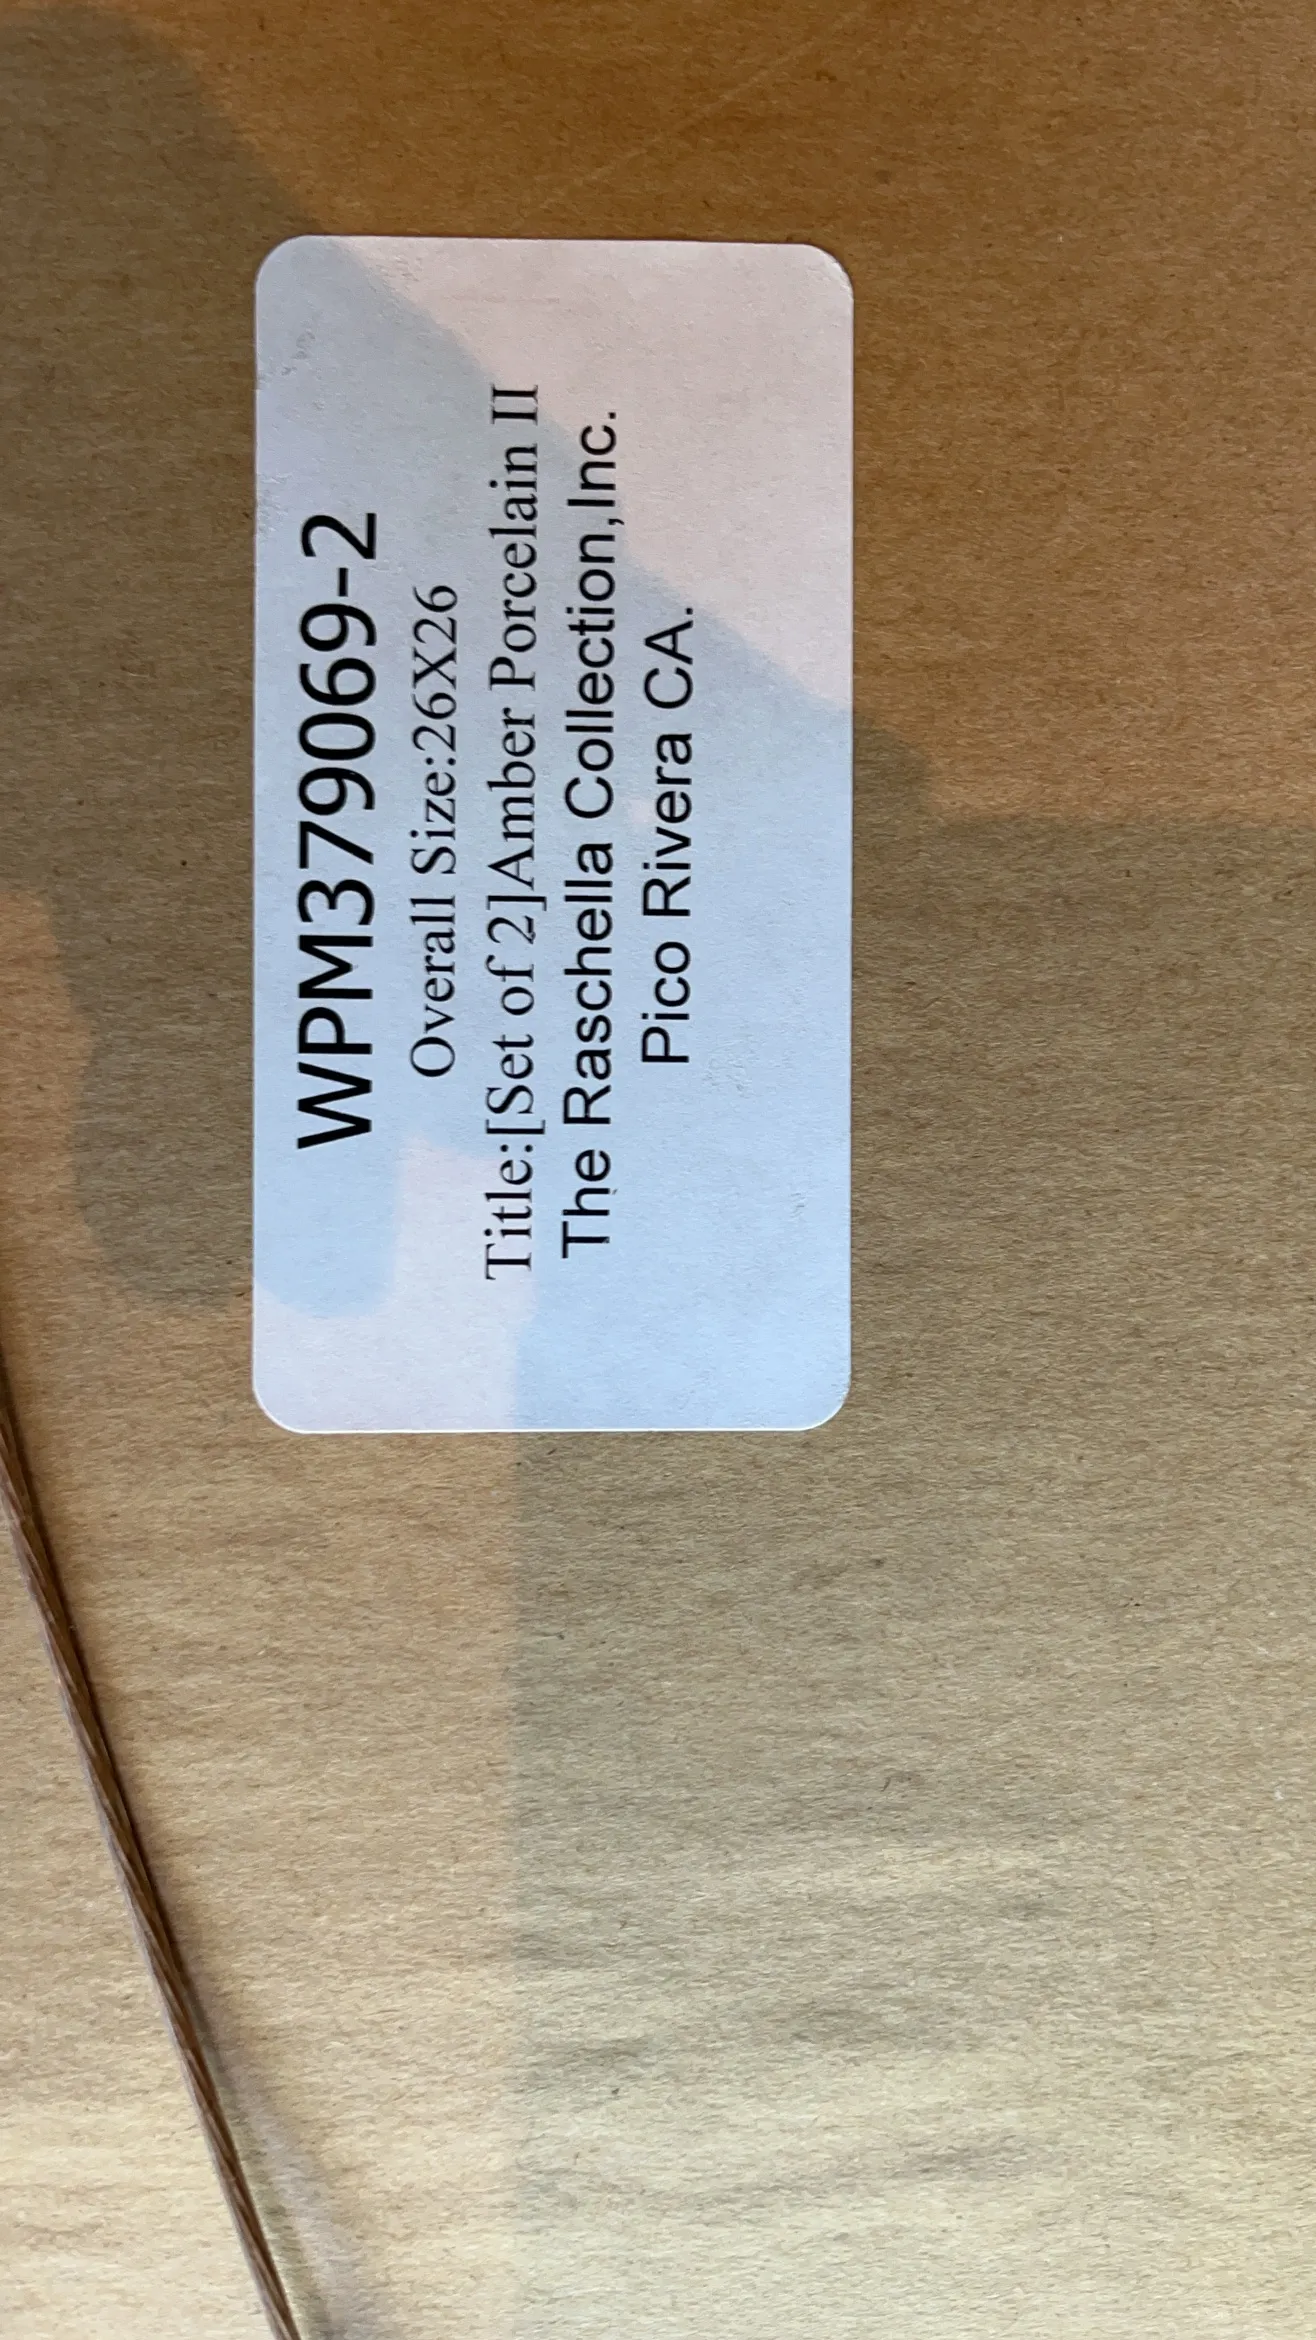 WPM379069-2
Overall Size:26X26
Title:[Set of 2]Amber Porcelain II
The Raschella Collection,Inc.
Pico Rivera CA.